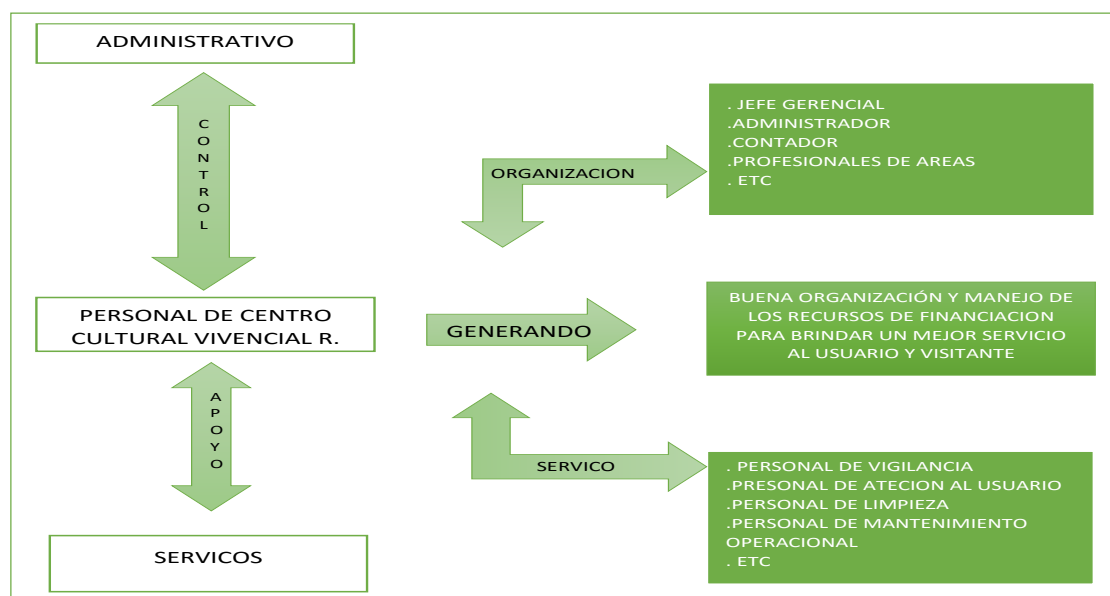 ADMINISTRATIVO
CONTROL
PERSONAL DE CENTRO
CULTURAL VIVENCIAL R.
APOYO
SERVICOS
ORGANIZACION
. JEFE GERENCIAL
.ADMINISTRADOR
.CONTADOR
.PROFESIONALES DE AREAS
. ETC
GENERANDO
BUENA ORGANIZACIÓN Y MANEJO DE
LOS RECURSOS DE FINANCIACION
PARA BRINDAR UN MEJOR SERVICIO
AL USUARIO Y VISITANTE
SERVICO
. PERSONAL DE VIGILANCIA
.PRESONAL DE ATECION AL USUARIO
.PERSONAL DE LIMPIEZA
.PERSONAL DE MANTENIMIENTO
OPERACIONAL
. ETC